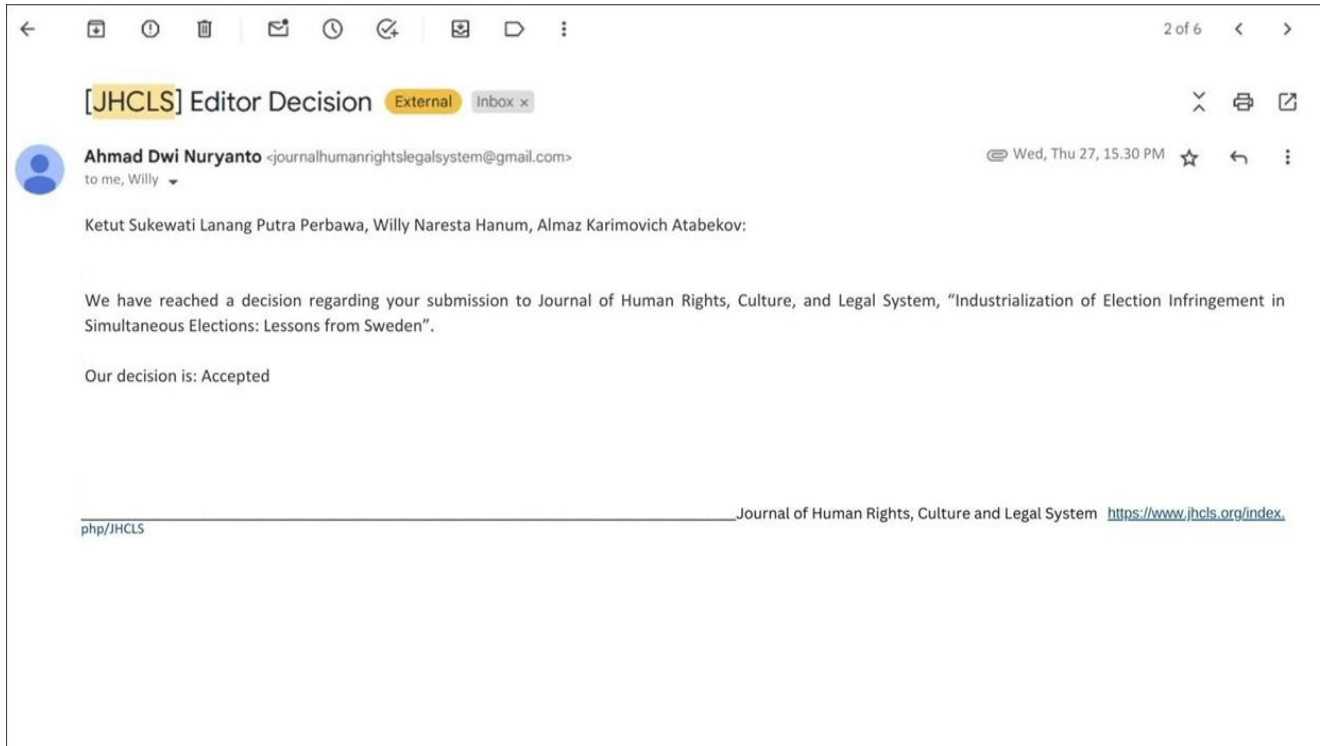 2 of 6
[JHCLS] Editor Decision External Inbox ×
Ahmad Dwi Nuryanto <journalhumanrightslegalsystem@gmail.com> Wed, Thu 27, 15.30 PM
to me, Willy
Ketut Sukewati Lanang Putra Perbawa, Willy Naresta Hanum, Almaz Karimovich Atabekov:
We have reached a decision regarding your submission to Journal of Human Rights, Culture, and Legal System, “Industrialization of Election Infringement in
Simultaneous Elections: Lessons from Sweden”.
Our decision is: Accepted
Journal of Human Rights, Culture and Legal System https://www.jhcls.org/index.
php/JHCLS